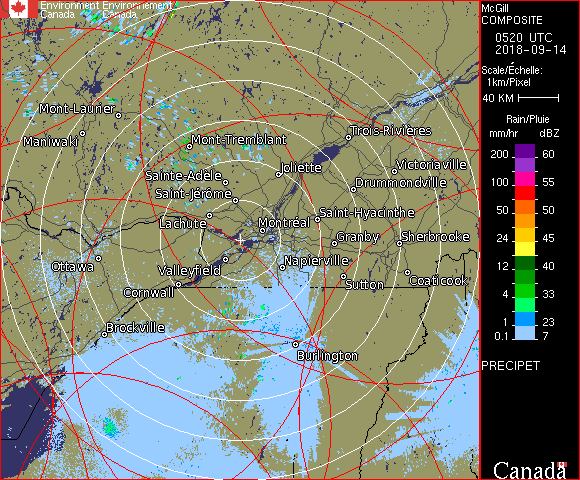 Environment Environnement
Canada Canada
McGill
COMPOSITE
0520 UTC
2018-09-14
Scale/Échelle:
1km/Pixel
40 KM
Rain/Pluie
mm/hr dBZ
200 60
100 55
50 50
24 45
12 40
4 33
1 23
0.1 7
PRECIPET
Canada
Mont-Laurier
Maniwaki
Mont-Tremblant
Trois-Rivières
Joliette
Victoriaville
Sainte-Adèle
Drummondville
Saint-Jérôme
Lachute
Saint-Hyacinthe
Montréal
Granby
Sherbrooke
Ottawa
Valleyfield
Napierville
Cornwall
Sutton
Coaticook
Brockville
Burlington